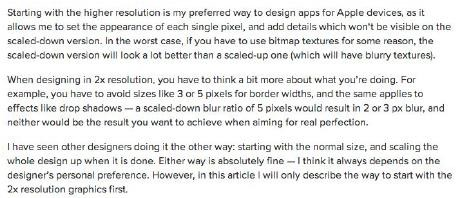 Starting with the higher resolution is my preferred way to design apps for Apple devices, as it
allows me to set the appearance of each single pixel, and add details which won't be visible on the
scaled-down version. In the worst case, if you have to use bitmap textures for some reason, the
scaled-down version will look a lot better than a scaled-up one (which will have blurry textures).
When designing in 2x resolution, you have to think a bit more about what you're doing. For
example, you have to avoid sizes like 3 or 5 pixels for border widths, and the same applies to
effects like drop shadows — a scaled-down blur ratio of 5 pixels would result in 2 or 3 px blur, and
neither would be the result you want to achieve when aiming for real perfection.
I have seen other designers doing it the other way: starting with the normal size, and scaling the
whole design up when it is done. Either way is absolutely fine — I think it always depends on the
designer's personal preference. However, in this article I will only describe the way to start with the
2x resolution graphics first.